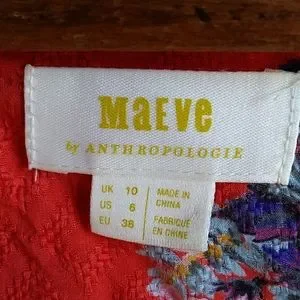 MaEVe
by ANTHROPOLOGIE
UK 10
US 6
EU 38
MADE IN
CHINA
FABRIQUÉ
EN CHINE